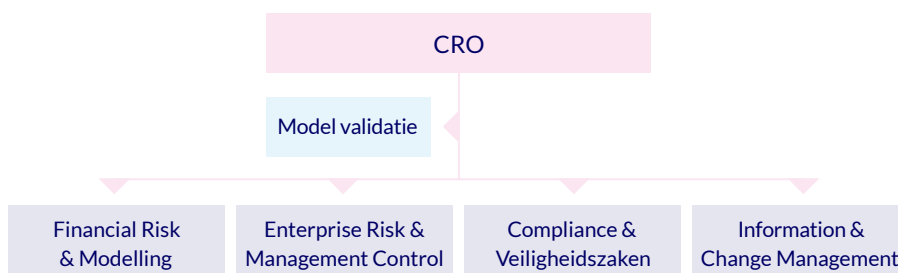 CRO
Model validatie
Financial Risk
& Modelling
Enterprise Risk &
Management Control
Compliance &
Veiligheidszaken
Information &
Change Management